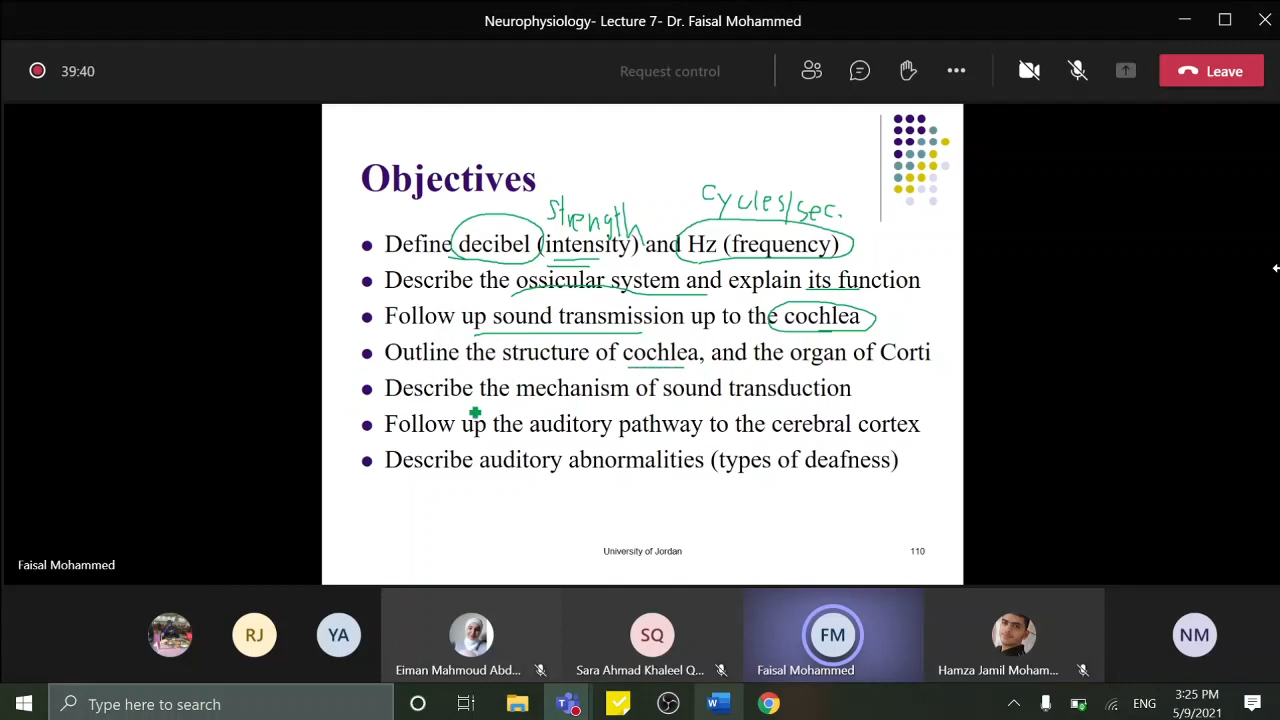 Neurophysiology- Lecture 7- Dr. Faisal Mohammed
39:40
Request control
Leave
Objectives
strength
cycles/sec.
Define decibel (intensity) and Hz (frequency)
Describe the ossicular system and explain its function
Follow up sound transmission up to the cochlea
Outline the structure of cochlea, and the organ of Corti
Describe the mechanism of sound transduction
Follow up the auditory pathway to the cerebral cortex
Describe auditory abnormalities (types of deafness)
University of Jordan
110
Faisal Mohammed
RJ
YA
SQ
FM
NM
Eiman Mahmoud Abd...
Sara Ahmad Khaleel Q...
Faisal Mohammed
Hamza Jamil Moham...
Type here to search
ENG
3:25 PM
5/9/2021